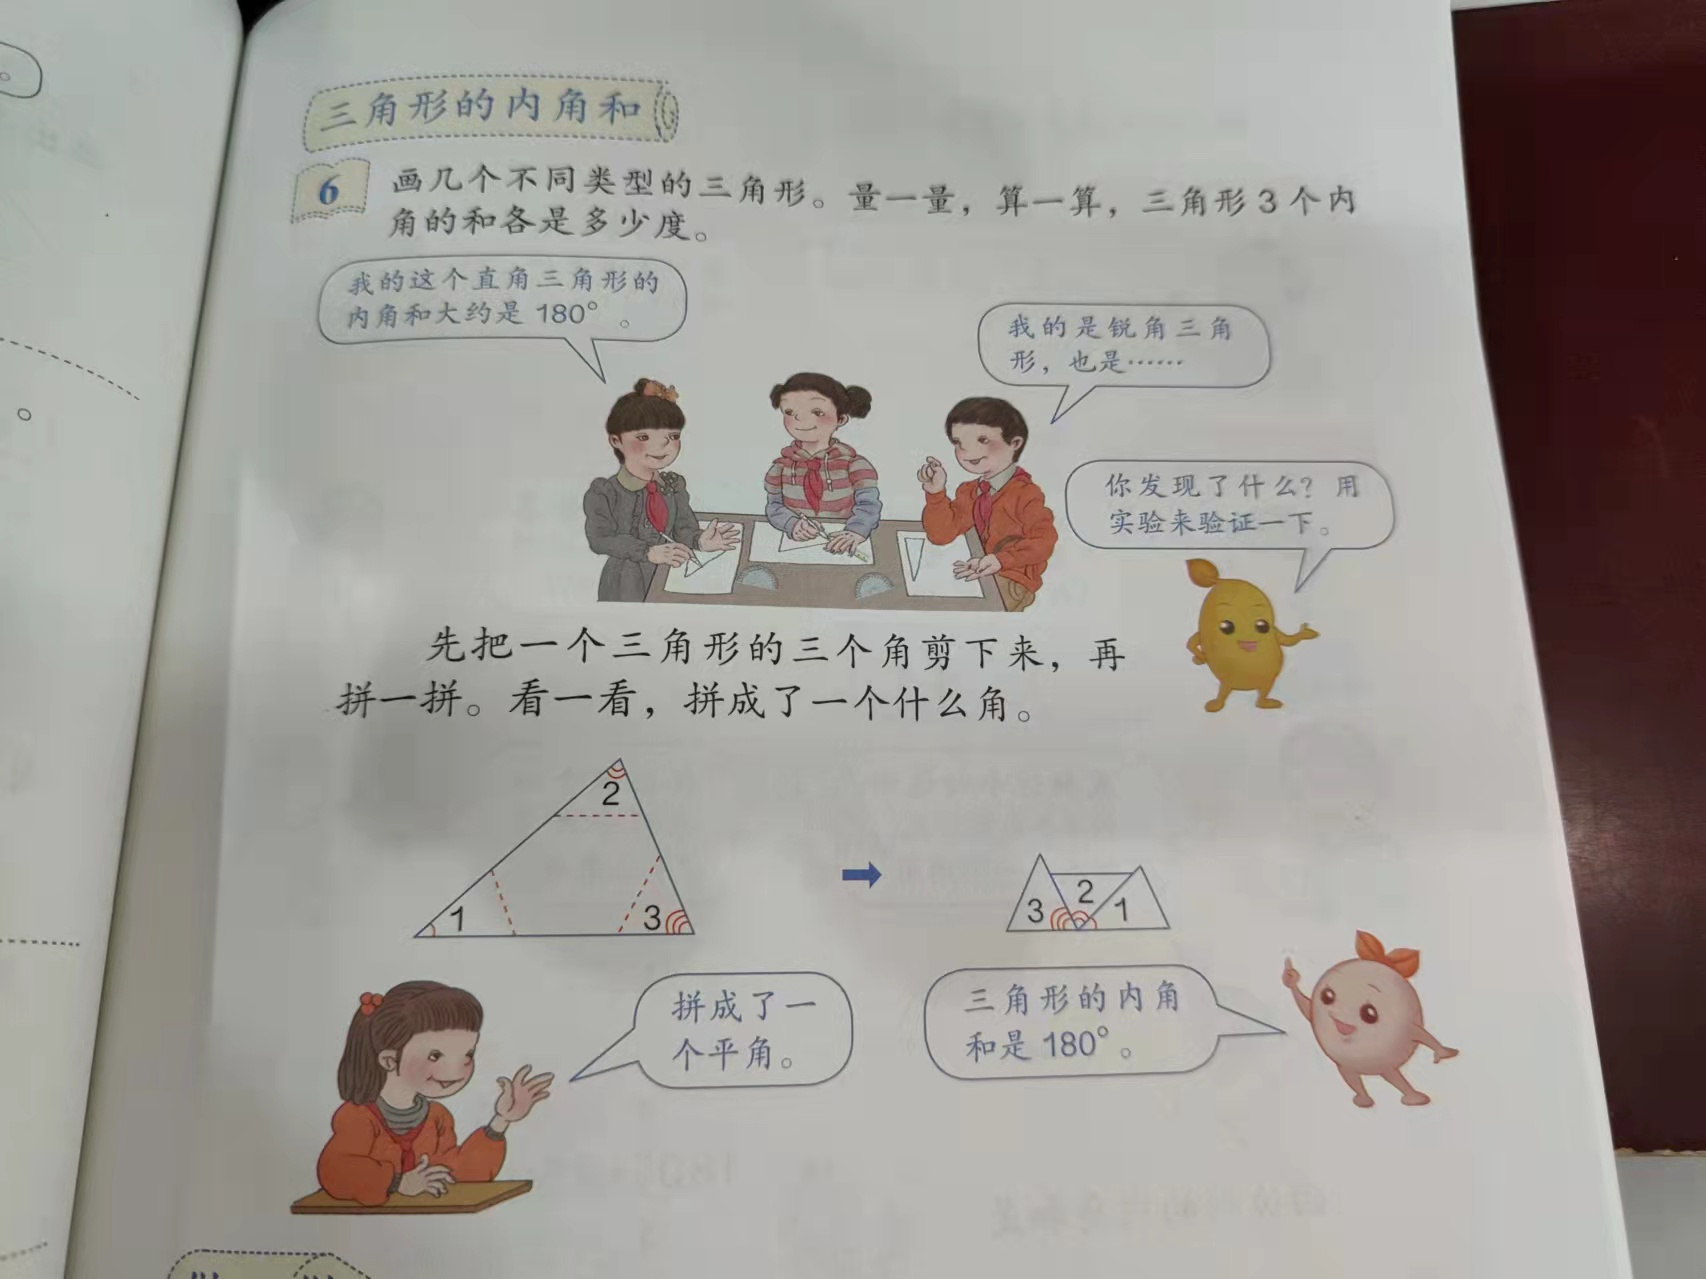 三角形的内角和
6
画几个不同类型的三角形。量一量，算一算，三角形3个内
角的和各是多少度。
我的这个直角三角形的
内角和大约是180°。
我的是锐角三角
形，也是……
你发现了什么？用
实验来验证一下。
先把一个三角形的三个角剪下来，再
拼一拼。看一看，拼成了一个什么角。
2
1
3
3
2
1
拼成了一
个平角。
三角形的内角
和是180°。